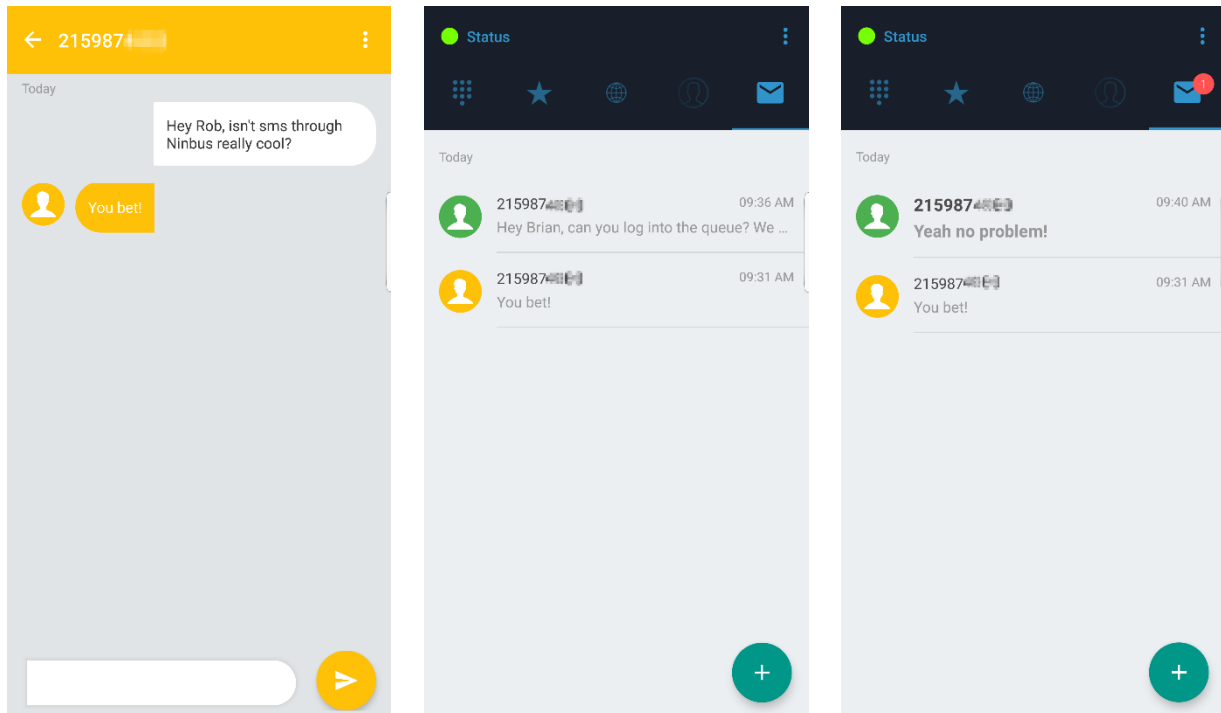 215987
Today
Hey Rob, isn't sms through
Ninbus really cool?
You bet!
Status
Today
215987
09:36 AM
Hey Brian, can you log into the queue? We ...
215987
09:31 AM
You bet!
Status
1
Today
215987
09:40 AM
Yeah no problem!
215987
09:31 AM
You bet!